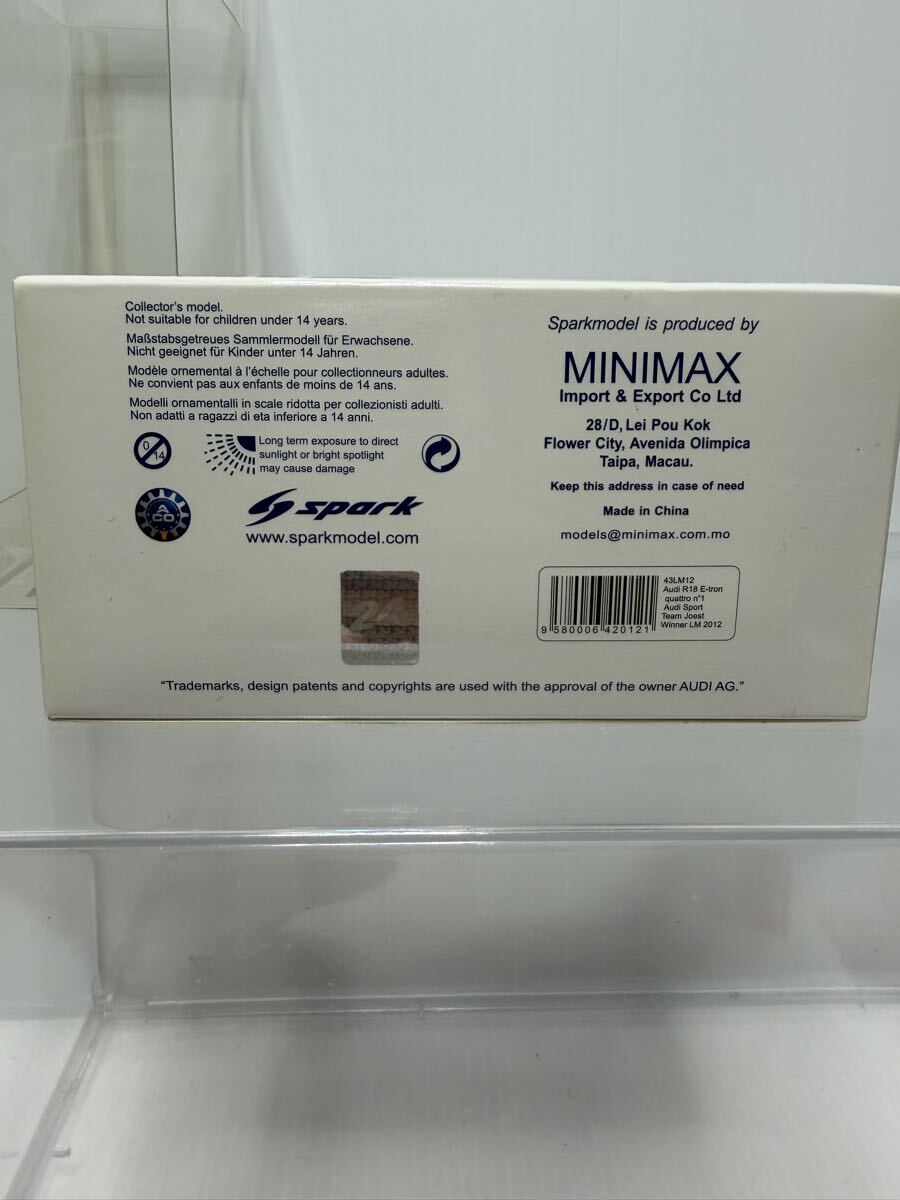 Collector's model.
Not suitable for children under 14 years.
Maßstabsgetreues Sammlermodell für Erwachsene.
Nicht geeignet für Kinder unter 14 Jahren.
Modèle ornemental à l'échelle pour collectionneurs adultes.
Ne convient pas aux enfants de moins de 14 ans.
Modelli ornamentalli in scale ridotta per collezionisti adulti.
Non adatti a ragazzi di eta inferiore a 14 anni.
0
14
Long term exposure to direct
sunlight or bright spotlight
may cause damage
A
CO
spark
www.sparkmodel.com
Sparkmodel is produced by
MINIMAX
Import & Export Co Ltd
28/D, Lei Pou Kok
Flower City, Avenida Olimpica
Taipa, Macau.
Keep this address in case of need
Made in China
models@minimax.com.mo
43LM12
Audi R18 E-tron
quattro n°1
Audi Sport
Team Joest
Winner LM 2012
9 580006 420121
"Trademarks, design patents and copyrights are used with the approval of the owner AUDI AG."